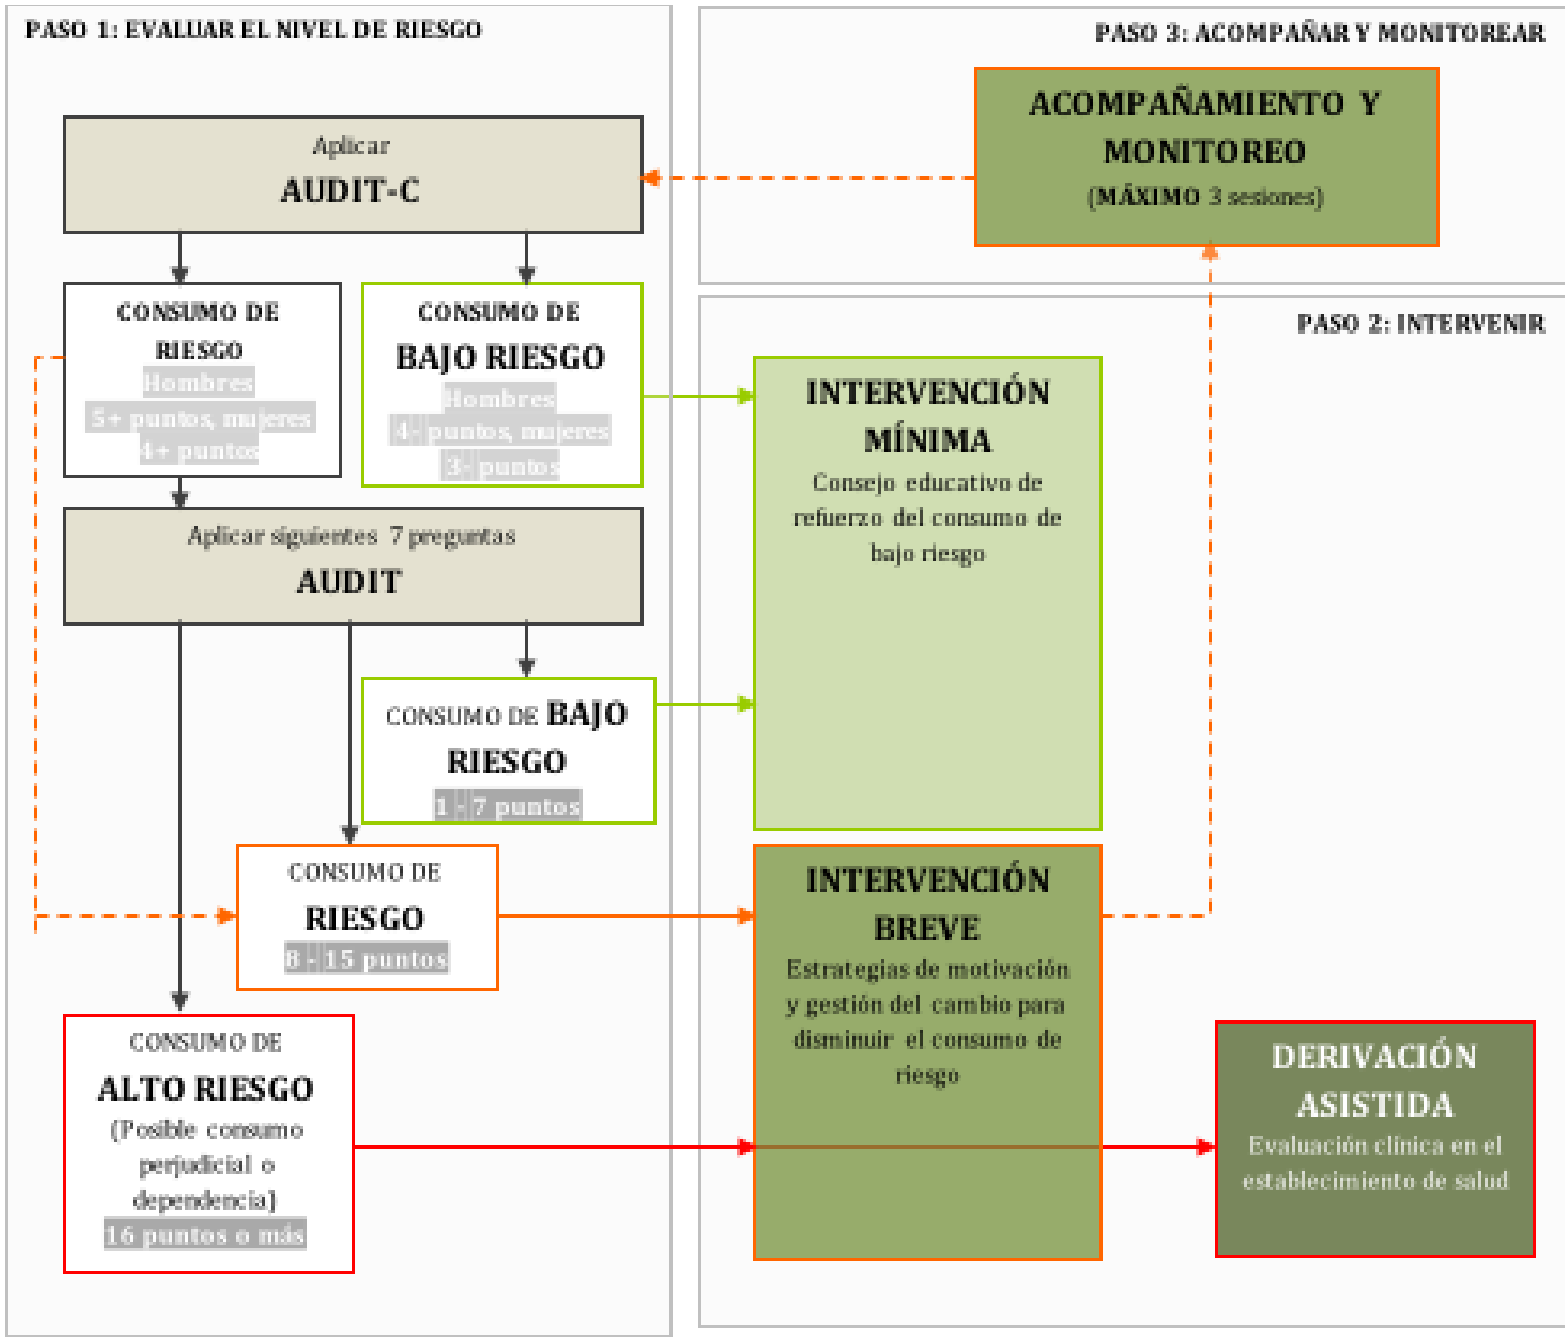 PASO 1: EVALUAR EL NIVEL DE RIESGO
Aplicar
AUDIT-C
CONSUMO DE
RIESGO
Hombres
5+ puntos, mujeres
4+ puntos
CONSUMO DE
BAJO RIESGO
Hombres
4- puntos, mujeres
3- puntos
Aplicar siguientes 7 preguntas
AUDIT
CONSUMO DE BAJO
RIESGO
1 - 7 puntos
CONSUMO DE
RIESGO
8 - 15 puntos
CONSUMO DE
ALTO RIESGO
(Posible consumo
perjudicial o
dependencia)
16 puntos o más
PASO 3: ACOMPAÑAR Y MONITOREAR
ACOMPAÑAMIENTO Y
MONITOREO
(MÁXIMO 3 sesiones)
PASO 2: INTERVENIR
INTERVENCIÓN
MÍNIMA
Consejo educativo de
refuerzo del consumo de
bajo riesgo
INTERVENCIÓN
BREVE
Estrategias de motivación
y gestión del cambio para
disminuir el consumo de
riesgo
DERIVACIÓN
ASISTIDA
Evaluación clínica en el
establecimiento de salud